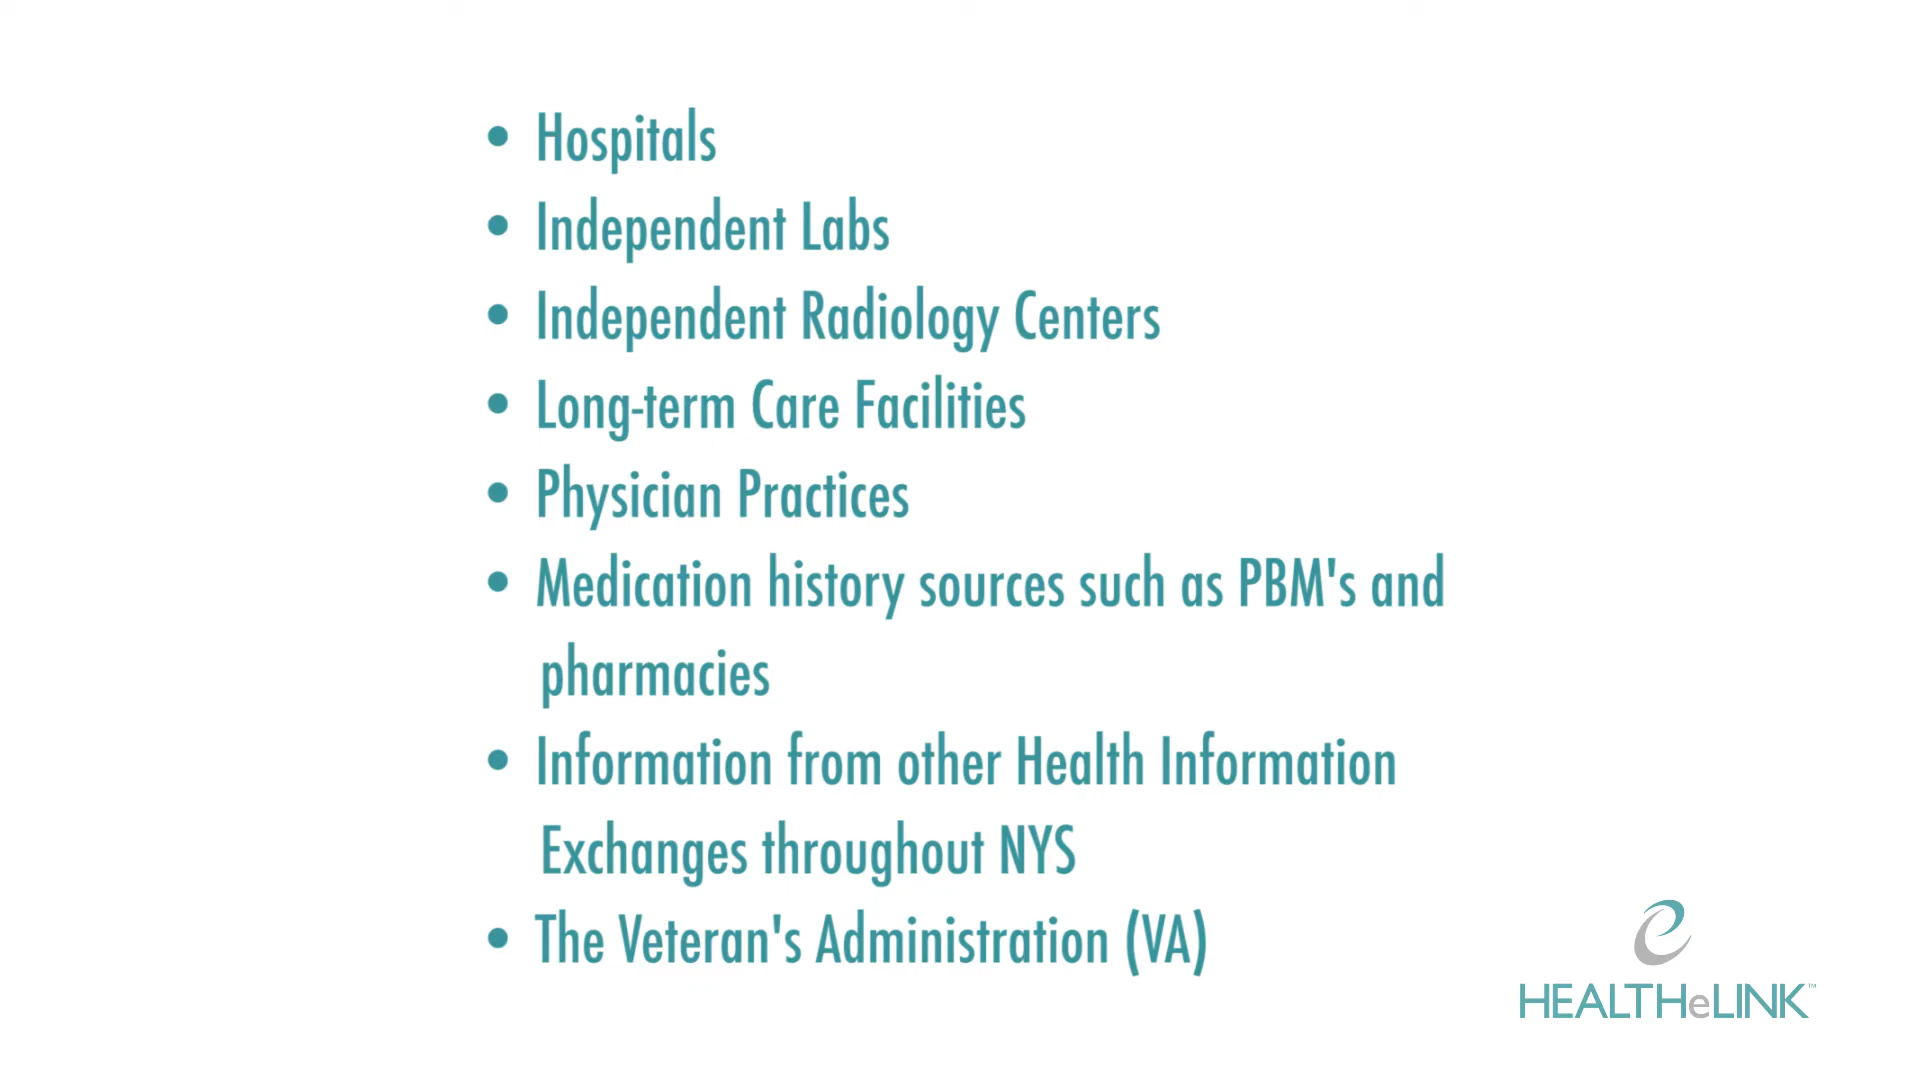 • Hospitals
• Independent Labs
• Independent Radiology Centers
• Long-term Care Facilities
• Physician Practices
• Medication history sources such as PBM's and
pharmacies
• Information from other Health Information
Exchanges throughout NYS
• The Veteran's Administration (VA)
HEALTHeLINK™